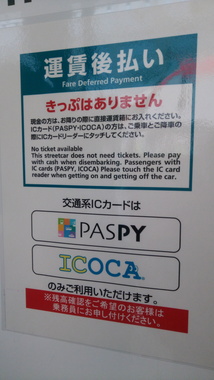 運賃後払い
Fare Deferred Payment
きっぷはありません
現金の方は、お降りの際に直接運賃箱にお入れください。
ICカード(PASPY・ICOCA)の方は、ご乗車とご降車の
際にICカードリーダーにタッチしてください。
No ticket available
This streetcar does not need tickets. Please pay
with cash when disembarking. Passengers with
IC cards (PASPY, ICOCA) Please touch the IC card
reader when getting on and getting off the car.
交通系ICカードは
PASPY
ICOCA
のみご利用いただけます。
※残高確認をご希望のお客様は
乗務員にお申し付けください。